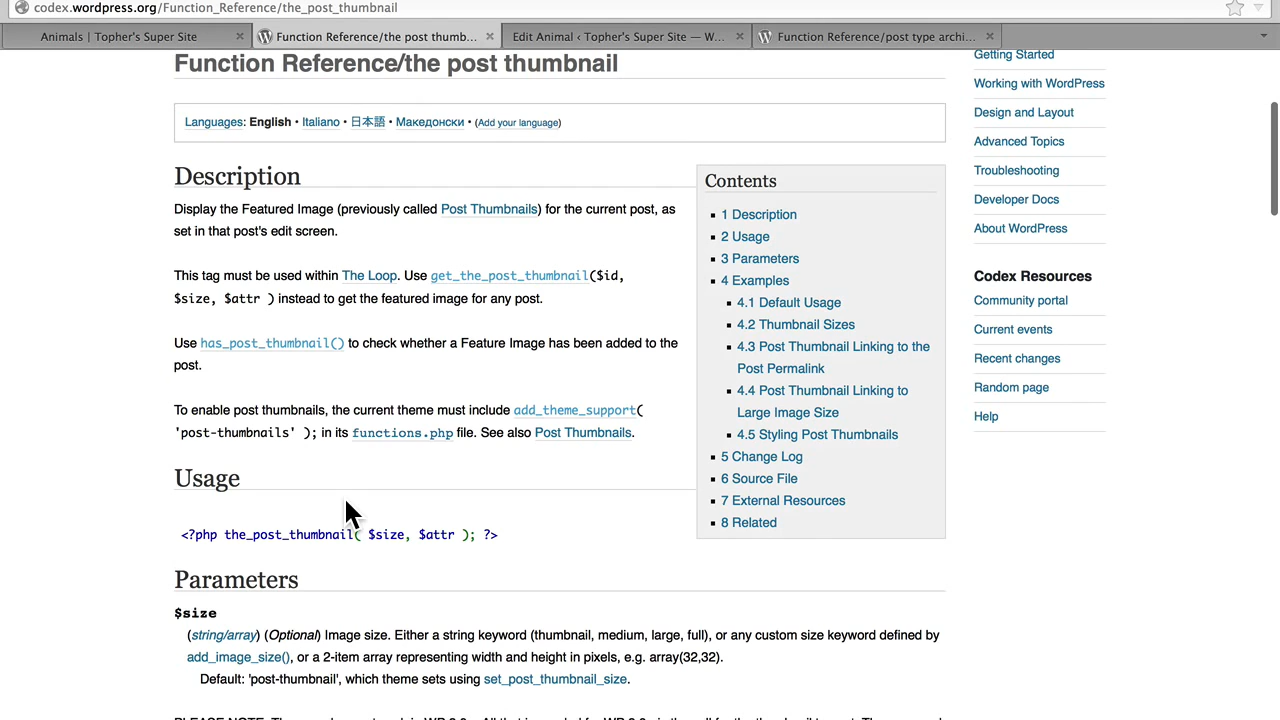 codex.wordpress.org/Function_Reference/the_post_thumbnail
Animals | Topher's Super Site
Function Reference/the post thumb...
Edit Animal ‹ Topher's Super Site — W...
Function Reference/post type archi...
Function Reference/the post thumbnail
Languages: English • Italiano • 日本語 • Македонски • (Add your language)
Description
Display the Featured Image (previously called Post Thumbnails) for the current post, as
set in that post's edit screen.
This tag must be used within The Loop. Use get_the_post_thumbnail($id,
$size, $attr ) instead to get the featured image for any post.
Use has_post_thumbnail() to check whether a Feature Image has been added to the
post.
To enable post thumbnails, the current theme must include add_theme_support(
'post-thumbnails' ); in its functions.php file. See also Post Thumbnails.
Usage
<?php the_post_thumbnail( $size, $attr ); ?>
Parameters
$size
(string/array) (Optional) Image size. Either a string keyword (thumbnail, medium, large, full), or any custom size keyword defined by
add_image_size(), or a 2-item array representing width and height in pixels, e.g. array(32,32).
Default: 'post-thumbnail', which theme sets using set_post_thumbnail_size.
Contents
1 Description
2 Usage
3 Parameters
4 Examples
4.1 Default Usage
4.2 Thumbnail Sizes
4.3 Post Thumbnail Linking to the
Post Permalink
4.4 Post Thumbnail Linking to
Large Image Size
4.5 Styling Post Thumbnails
5 Change Log
6 Source File
7 External Resources
8 Related
Getting Started
Working with WordPress
Design and Layout
Advanced Topics
Troubleshooting
Developer Docs
About WordPress
Codex Resources
Community portal
Current events
Recent changes
Random page
Help